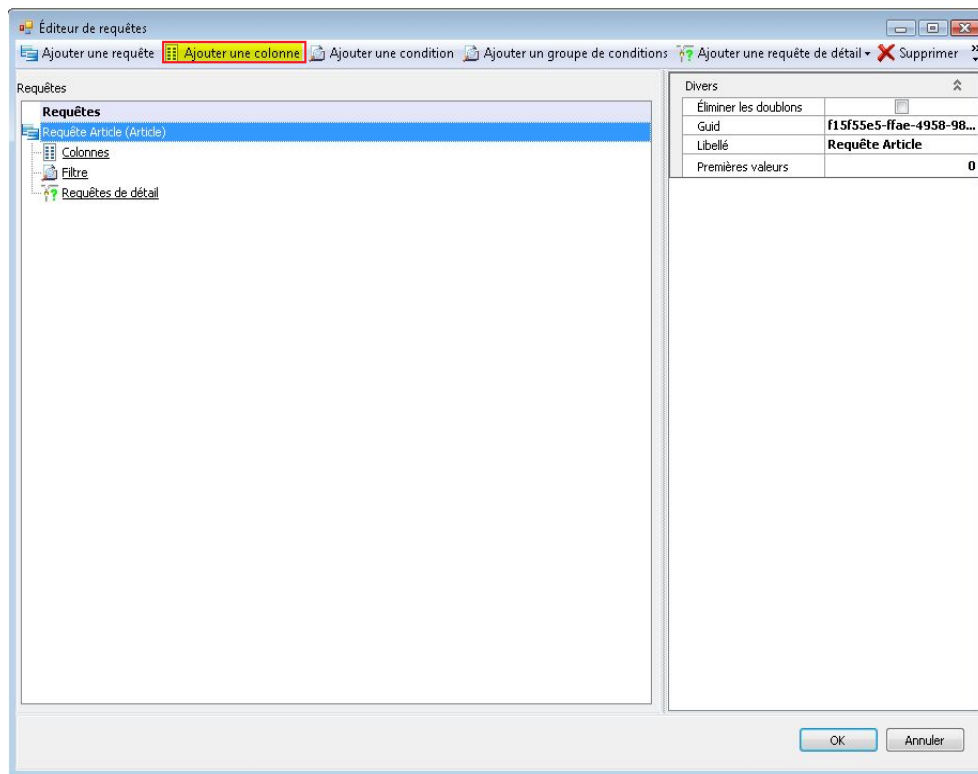 Éditeur de requêtes
Ajouter une requête Ajouter une colonne Ajouter une condition Ajouter un groupe de conditions Ajouter une requête de détail Supprimer
Requêtes
Requêtes
Requête Article (Article)
Colonnes
Filtre
Requêtes de détail
Divers
Éliminer les doublons
Guid f15f55e5-ffae-4958-98...
Libellé Requête Article
Premières valeurs 0
OK Annuler